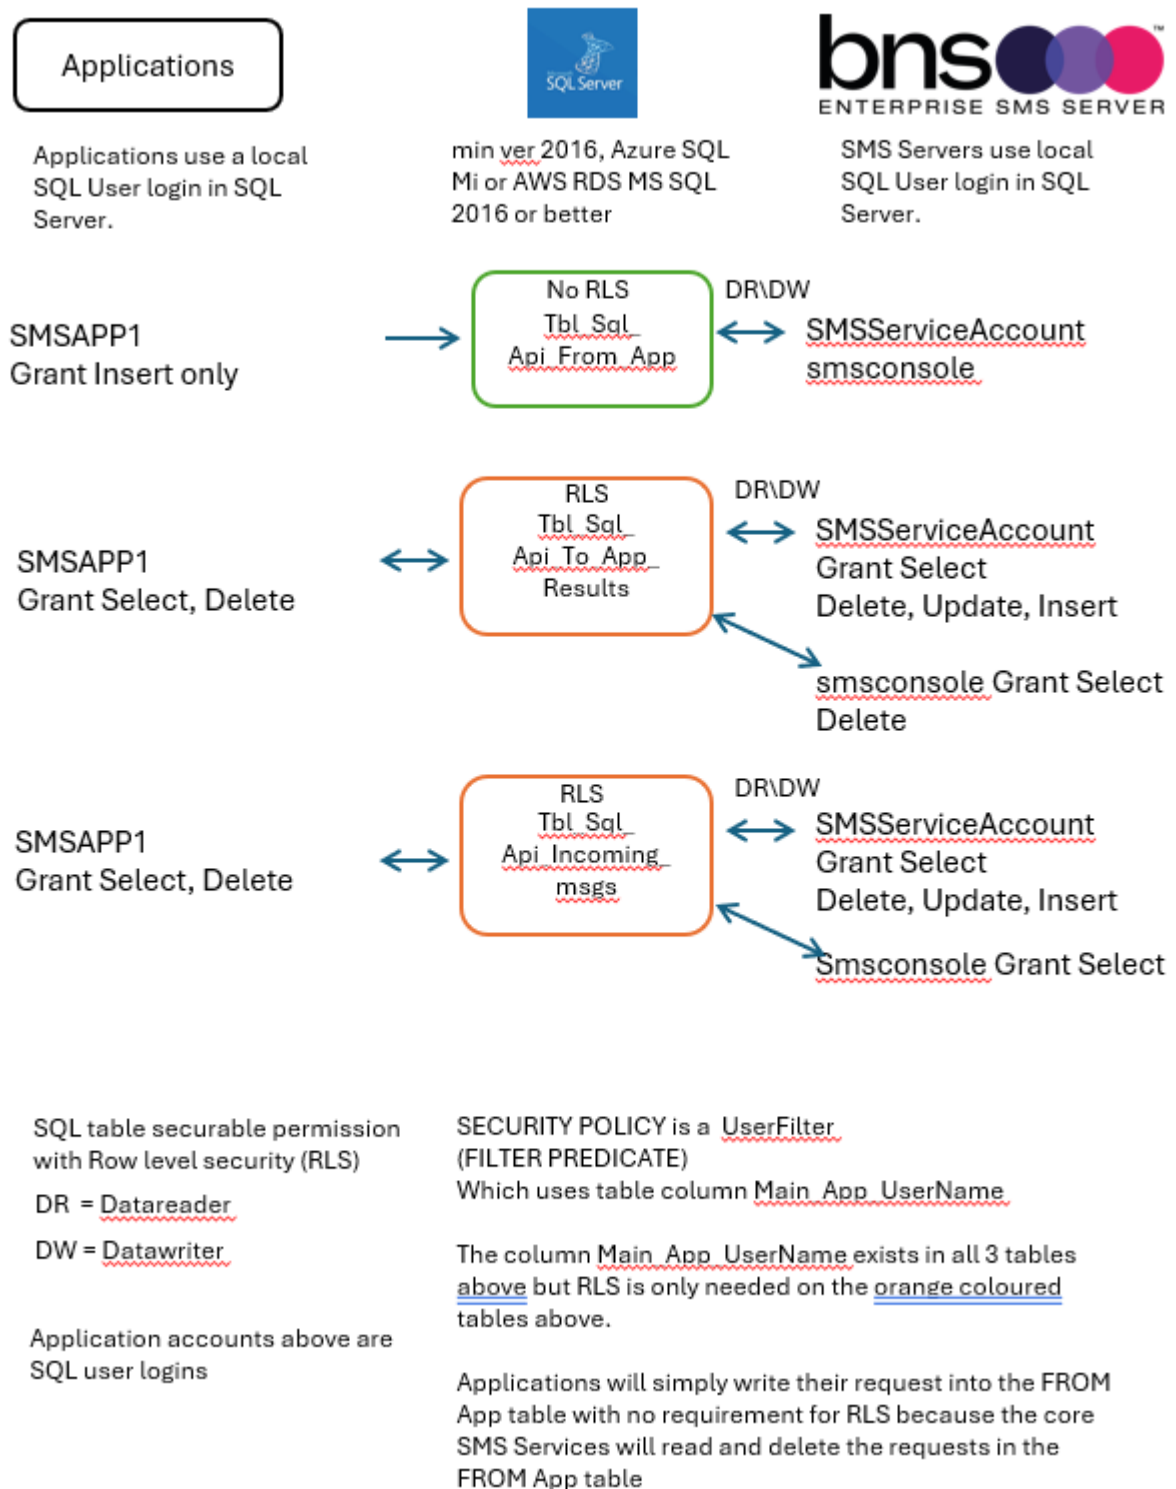 Applications
SQL Server
bns™
ENTERPRISE SMS SERVER
Applications use a local
SQL User login in SQL
Server.
min ver 2016, Azure SQL
Mi or AWS RDS MS SQL
2016 or better
SMS Servers use local
SQL User login in SQL
Server.
SMSAPP1
Grant Insert only
No RLS
Tbl_Sql_
Api_From_App
DR\DW
SMSServiceAccount
smsconsole
SMSAPP1
Grant Select, Delete
RLS
Tbl_Sql_
Api_To_App_
Results
DR\DW
SMSServiceAccount
Grant Select
Delete, Update, Insert
smsconsole Grant Select
Delete
SMSAPP1
Grant Select, Delete
RLS
Tbl_Sql_
Api_Incoming_
msgs
DR\DW
SMSServiceAccount
Grant Select
Delete, Update, Insert
Smsconsole Grant Select
SQL table securable permission
with Row level security (RLS)
DR = Datareader
DW = Datawriter
Application accounts above are
SQL user logins
SECURITY POLICY is a UserFilter
(FILTER PREDICATE)
Which uses table column Main_App_UserName
The column Main_App_UserName exists in all 3 tables
above but RLS is only needed on the orange coloured
tables above.
Applications will simply write their request into the FROM
App table with no requirement for RLS because the core
SMS Services will read and delete the requests in the
FROM App table